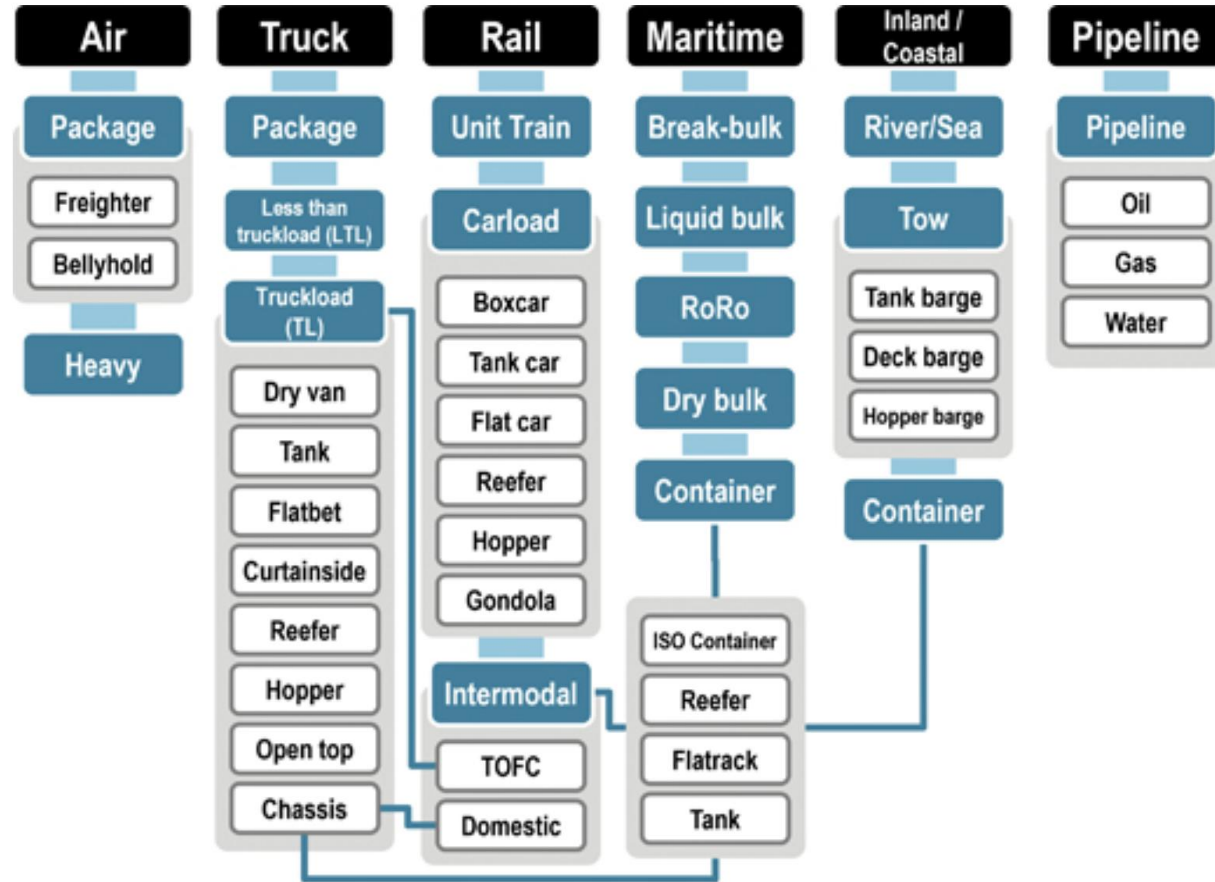 Air
Package
Freighter
Bellyhold
Heavy
Truck
Package
Less than
truckload (LTL)
Truckload
(TL)
Dry van
Tank
Flatbet
Curtainside
Reefer
Hopper
Open top
Chassis
Rail
Unit Train
Carload
Boxcar
Tank car
Flat car
Reefer
Hopper
Gondola
Intermodal
TOFC
Domestic
Maritime
Break-bulk
Liquid bulk
RoRo
Dry bulk
Container
ISO Container
Reefer
Flatrack
Tank
Inland /
Coastal
River/Sea
Tow
Tank barge
Deck barge
Hopper barge
Container
Pipeline
Pipeline
Oil
Gas
Water